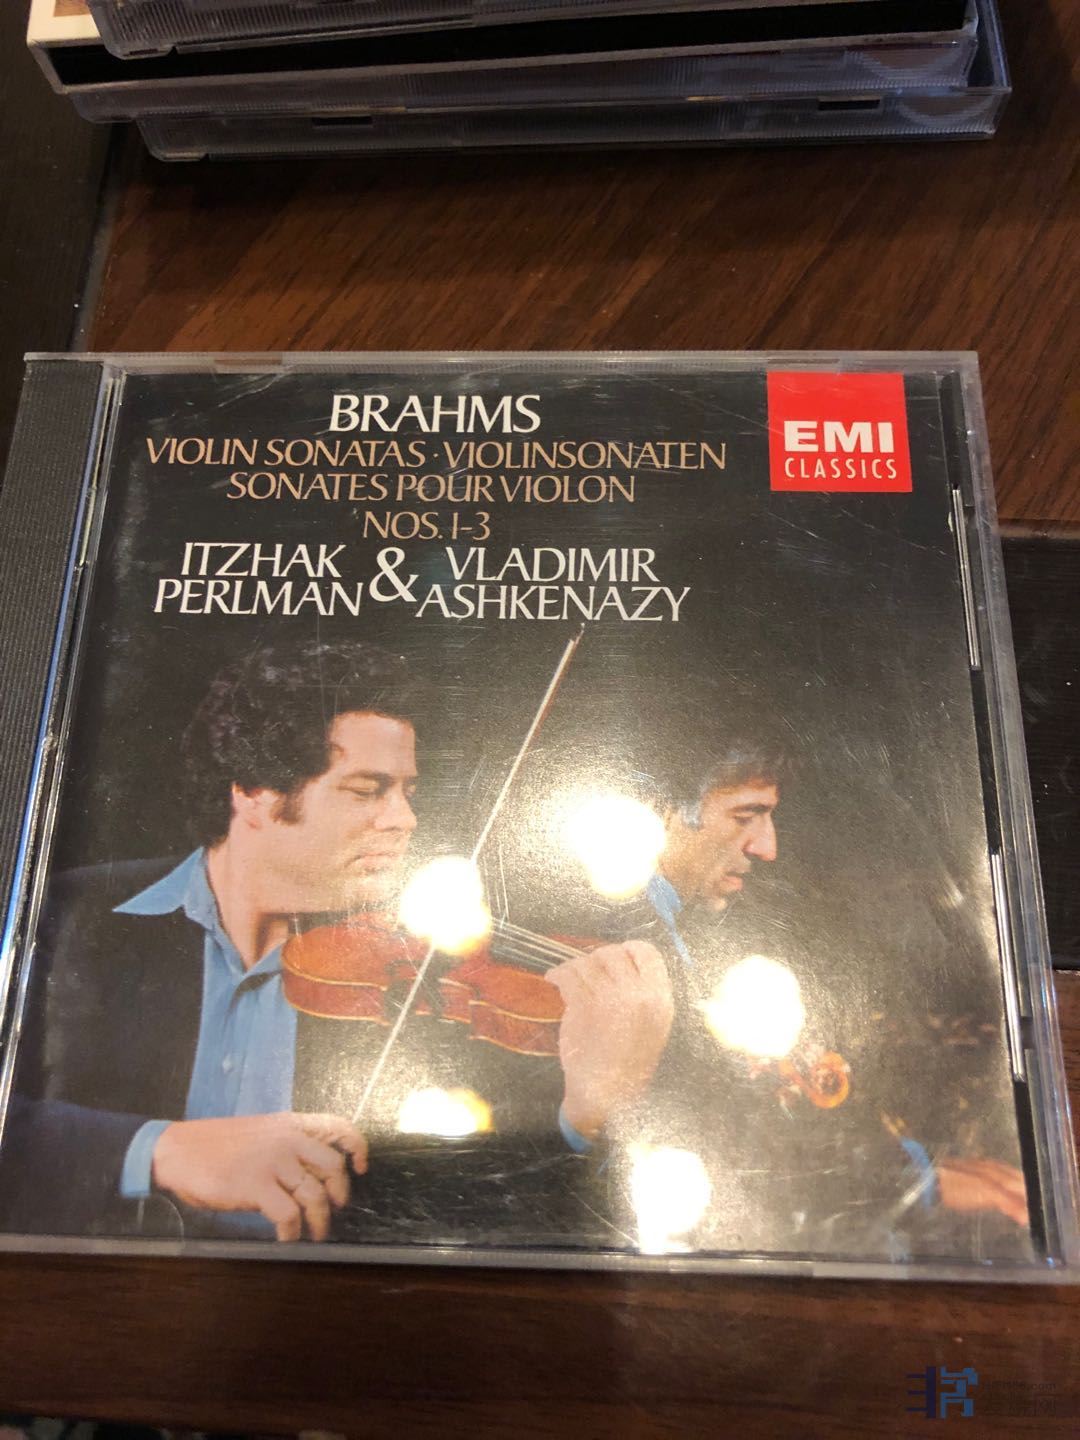 BRAHMS
VIOLIN SONATAS · VIOLINSONATEN
SONATES POUR VIOLON
NOS. 1-3
ITZHAK PERLMAN & VLADIMIR ASHKENAZY
EMI
CLASSICS